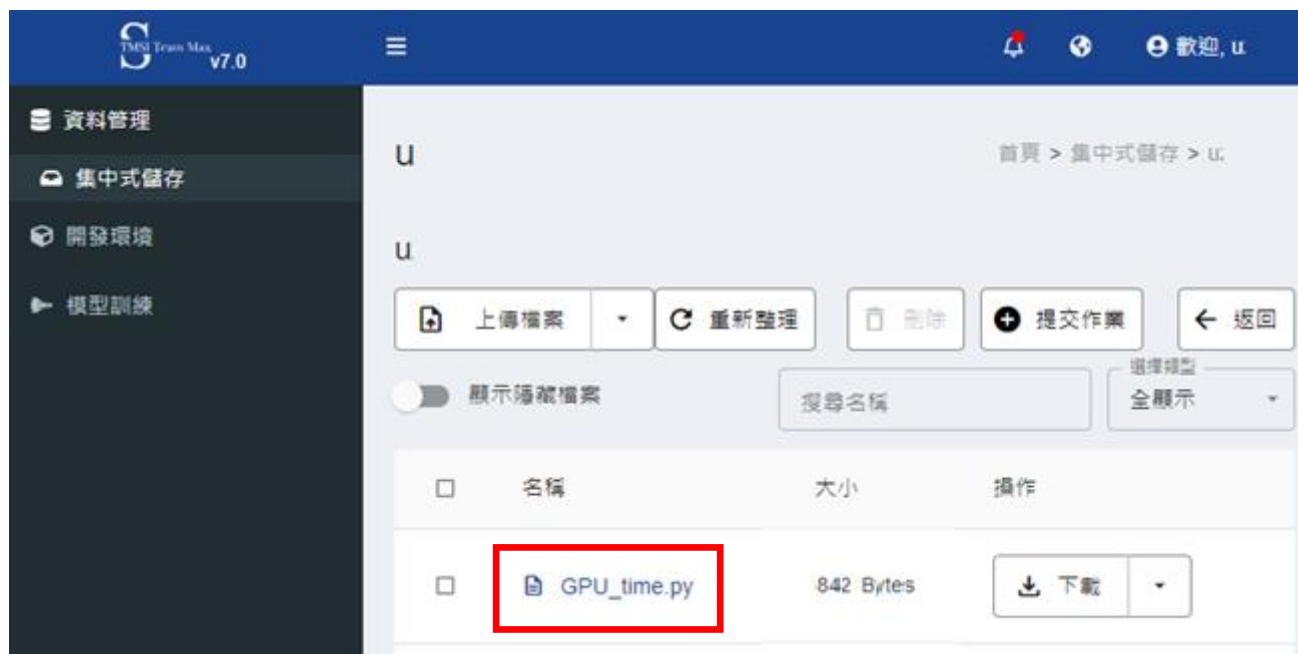 TMSI Team Max
v7.0
歡迎, u
資料管理
集中式儲存
開發環境
模型訓練
u
首頁 > 集中式儲存 > u
u
上傳檔案
重新整理
刪除
提交作業
返回
顯示隱藏檔案
搜尋名稱
選擇類型
全顯示
名稱 大小 操作
GPU_time.py 842 Bytes 下載